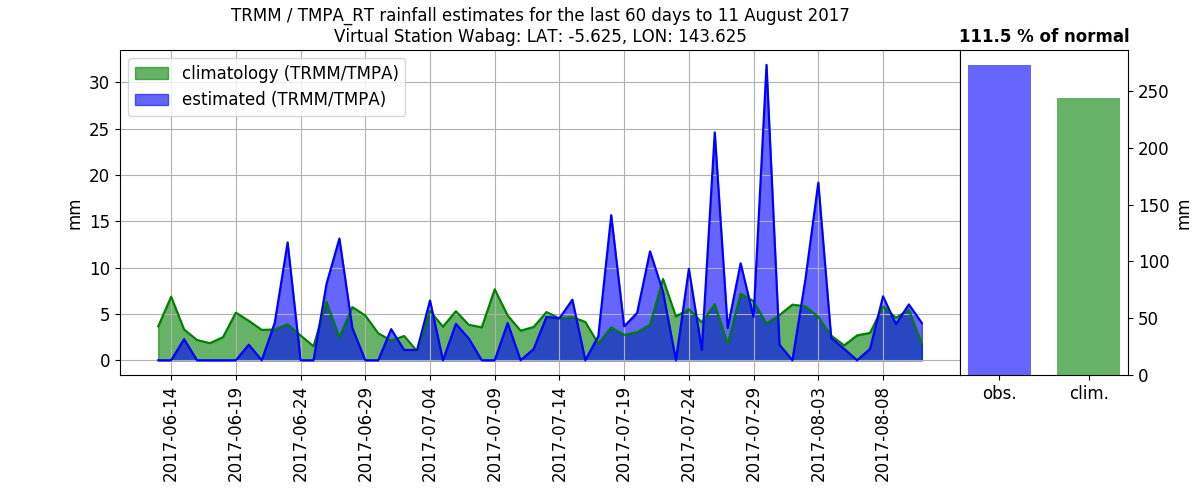 TRMM / TMPA_RT rainfall estimates for the last 60 days to 11 August 2017
Virtual Station Wabag: LAT: -5.625, LON: 143.625
111.5 % of normal
climatology (TRMM/TMPA)
estimated (TRMM/TMPA)
mm
30
25
20
15
10
5
0
2017-06-14
2017-06-19
2017-06-24
2017-06-29
2017-07-04
2017-07-09
2017-07-14
2017-07-19
2017-07-24
2017-07-29
2017-08-03
2017-08-08
250
200
150
100
50
0
mm
obs.
clim.